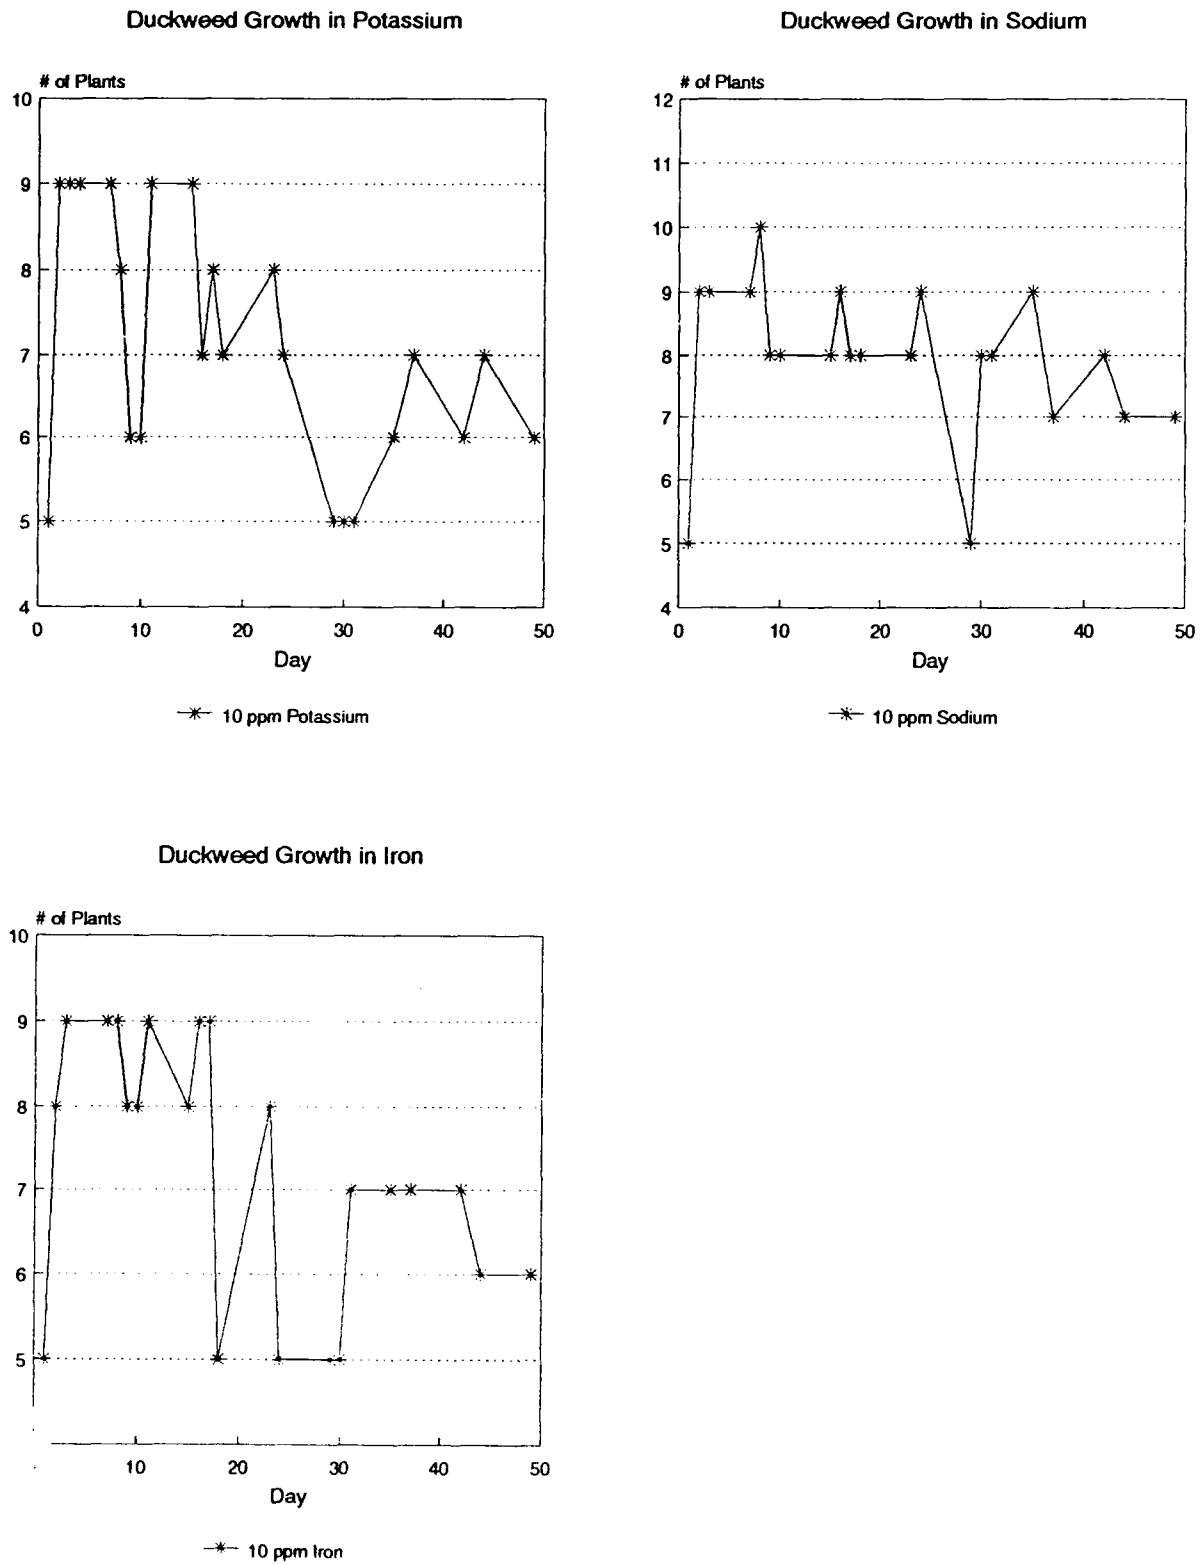 Duckweed Growth in Potassium
# of Plants
10
9
8
7
6
5
4
0 10 20 30 40 50
Day
10 ppm Potassium
Duckweed Growth in Sodium
# of Plants
12
11
10
9
8
7
6
5
4
0 10 20 30 40 50
Day
10 ppm Sodium
Duckweed Growth in Iron
# of Plants
10
9
8
7
6
5
10 20 30 40 50
Day
10 ppm Iron